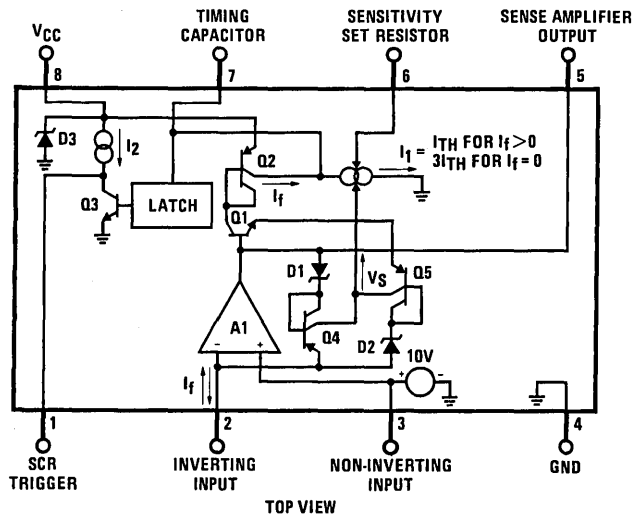 TIMING
CAPACITOR
SENSITIVITY
SET RESISTOR
SENSE AMPLIFIER
OUTPUT
VCC
8
7
6
5
D3
I2
Q2
I1 = ITH FOR If > 0
3ITH FOR If = 0
Q3
LATCH
If
Q1
D1
VS
Q5
A1
Q4
D2
10V
- +
+ -
If
1
2
3
4
SCR
TRIGGER
INVERTING
INPUT
NON-INVERTING
INPUT
GND
TOP VIEW